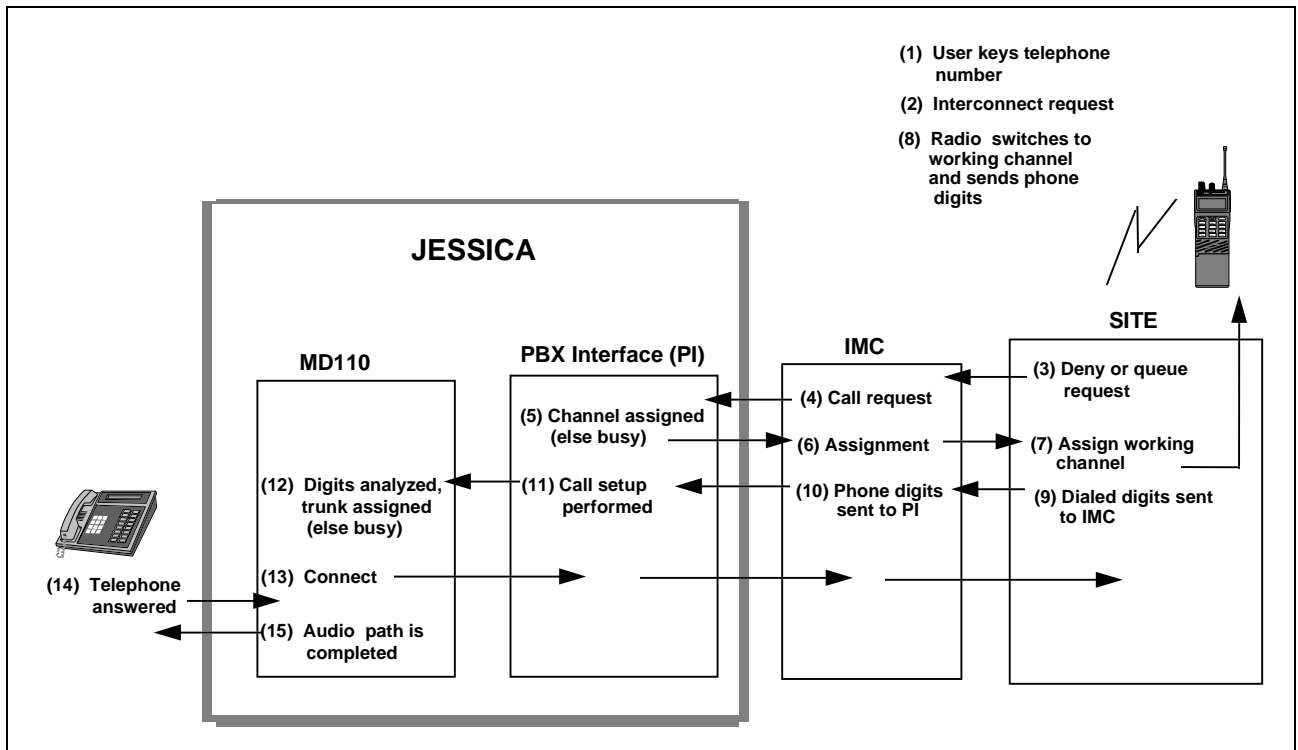 (1) User keys telephone
number
(2) Interconnect request
(8) Radio switches to
working channel
and sends phone
digits
JESSICA
SITE
IMC
PBX Interface (PI)
MD110
(3) Deny or queue
request
(4) Call request
(5) Channel assigned
(else busy)
(6) Assignment
(7) Assign working
channel
(12) Digits analyzed,
trunk assigned
(else busy)
(11) Call setup
performed
(10) Phone digits
sent to PI
(9) Dialed digits sent
to IMC
(13) Connect
(14) Telephone
answered
(15) Audio path is
completed